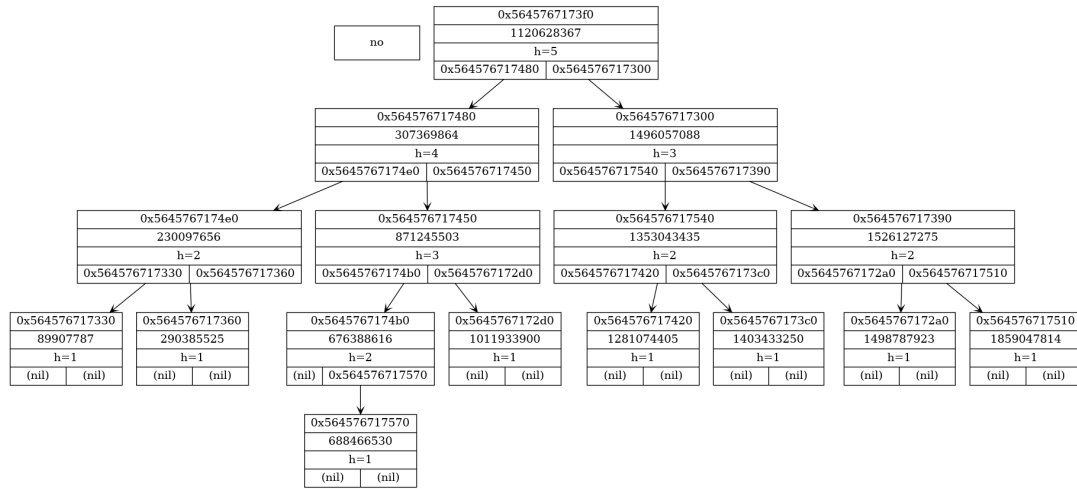 no
0x5645767173f0
1120628367
h=5
0x564576717480 0x564576717300
0x564576717480
307369864
h=4
0x5645767174e0 0x564576717450
0x564576717300
1496057088
h=3
0x564576717540 0x564576717390
0x5645767174e0
230097656
h=2
0x564576717330 0x564576717360
0x564576717450
871245503
h=3
0x5645767174b0 0x5645767172d0
0x564576717540
1353043435
h=2
0x564576717420 0x5645767173c0
0x564576717390
1526127275
h=2
0x5645767172a0 0x564576717510
0x564576717330
89907787
h=1
(nil) (nil)
0x564576717360
290385525
h=1
(nil) (nil)
0x5645767174b0
676388616
h=2
(nil) 0x564576717570
0x5645767172d0
1011933900
h=1
(nil) (nil)
0x564576717420
1281074405
h=1
(nil) (nil)
0x5645767173c0
1403433250
h=1
(nil) (nil)
0x5645767172a0
1498787923
h=1
(nil) (nil)
0x564576717510
1859047814
h=1
(nil) (nil)
0x564576717570
688466530
h=1
(nil) (nil)